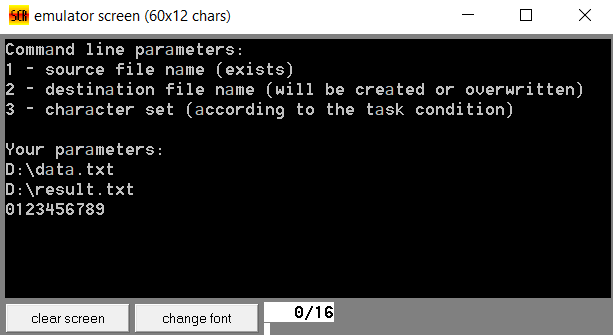 SCR emulator screen (60x12 chars)
Command line parameters:
1 - source file name (exists)
2 - destination file name (will be created or overwritten)
3 - character set (according to the task condition)
Your parameters:
D:\data.txt
D:\result.txt
0123456789
clear screen change font 0/16